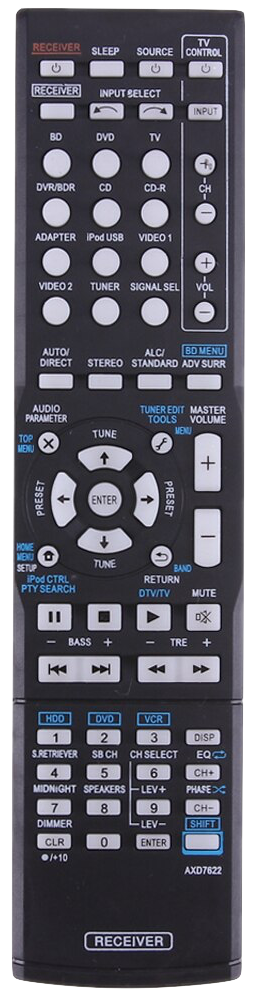 RECEIVER SLEEP SOURCE TV CONTROL
RECEIVER INPUT SELECT INPUT
BD DVD TV
DVR/BDR CD CD-R CH
ADAPTER iPod USB VIDEO 1 +
VIDEO 2 TUNER SIGNAL SEL VOL
AUTO/ DIRECT STEREO ALC/ STANDARD BD MENU ADV SURR
AUDIO PARAMETER TUNER EDIT TOOLS MASTER VOLUME
TOP MENU TUNE MENU +
PRESET ENTER PRESET
HOME MENU SETUP TUNE BAND −
iPod CTRL RETURN
PTY SEARCH DTV/TV MUTE
− BASS + − TRE +
HDD DVD VCR
1 2 3 DISP
S.RETRIEVER SB CH CH SELECT EQ
4 5 6 CH+
MIDNIGHT SPEAKERS LEV+ PHASE
7 8 9 CH−
DIMMER LEV− SHIFT
CLR 0 ENTER
●/+10 AXD7622
RECEIVER